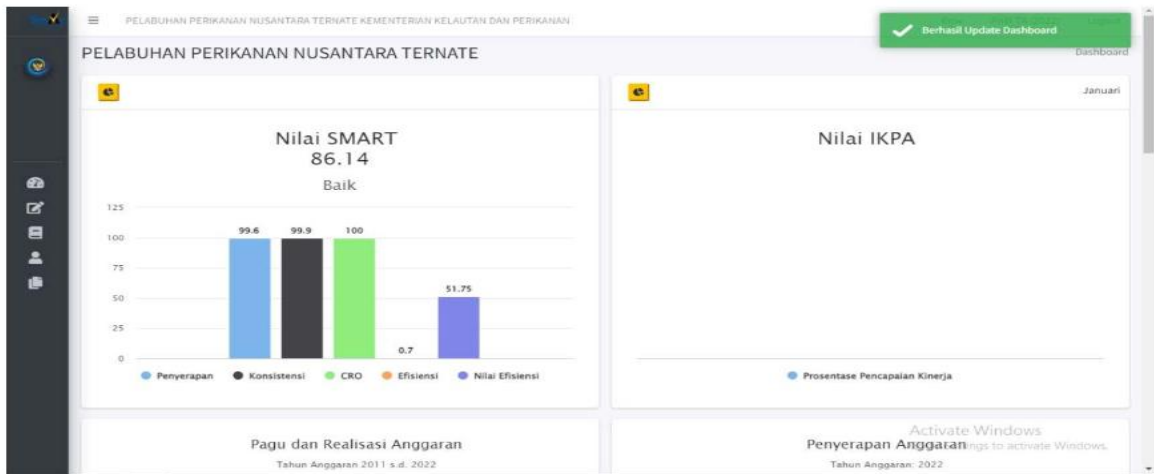 PELABUHAN PERIKANAN NUSANTARA TERNATE KEMENTERIAN KELAUTAN DAN PERIKANAN
Berhasil Update Dashboard
PELABUHAN PERIKANAN NUSANTARA TERNATE
Dashboard
Januari
Nilai SMART
86.14
Baik
125
100
75
50
25
0
99.6
99.9
100
0.7
51.75
Penyerapan
Konsistensi
CRO
Efisiensi
Nilai Efisiensi
Nilai IKPA
Prosentase Pencapaian Kinerja
Pagu dan Realisasi Anggaran
Tahun Anggaran 2011 s.d. 2022
Penyerapan Anggaran
Tahun Anggaran: 2022
Activate Windows
to activate Windows.